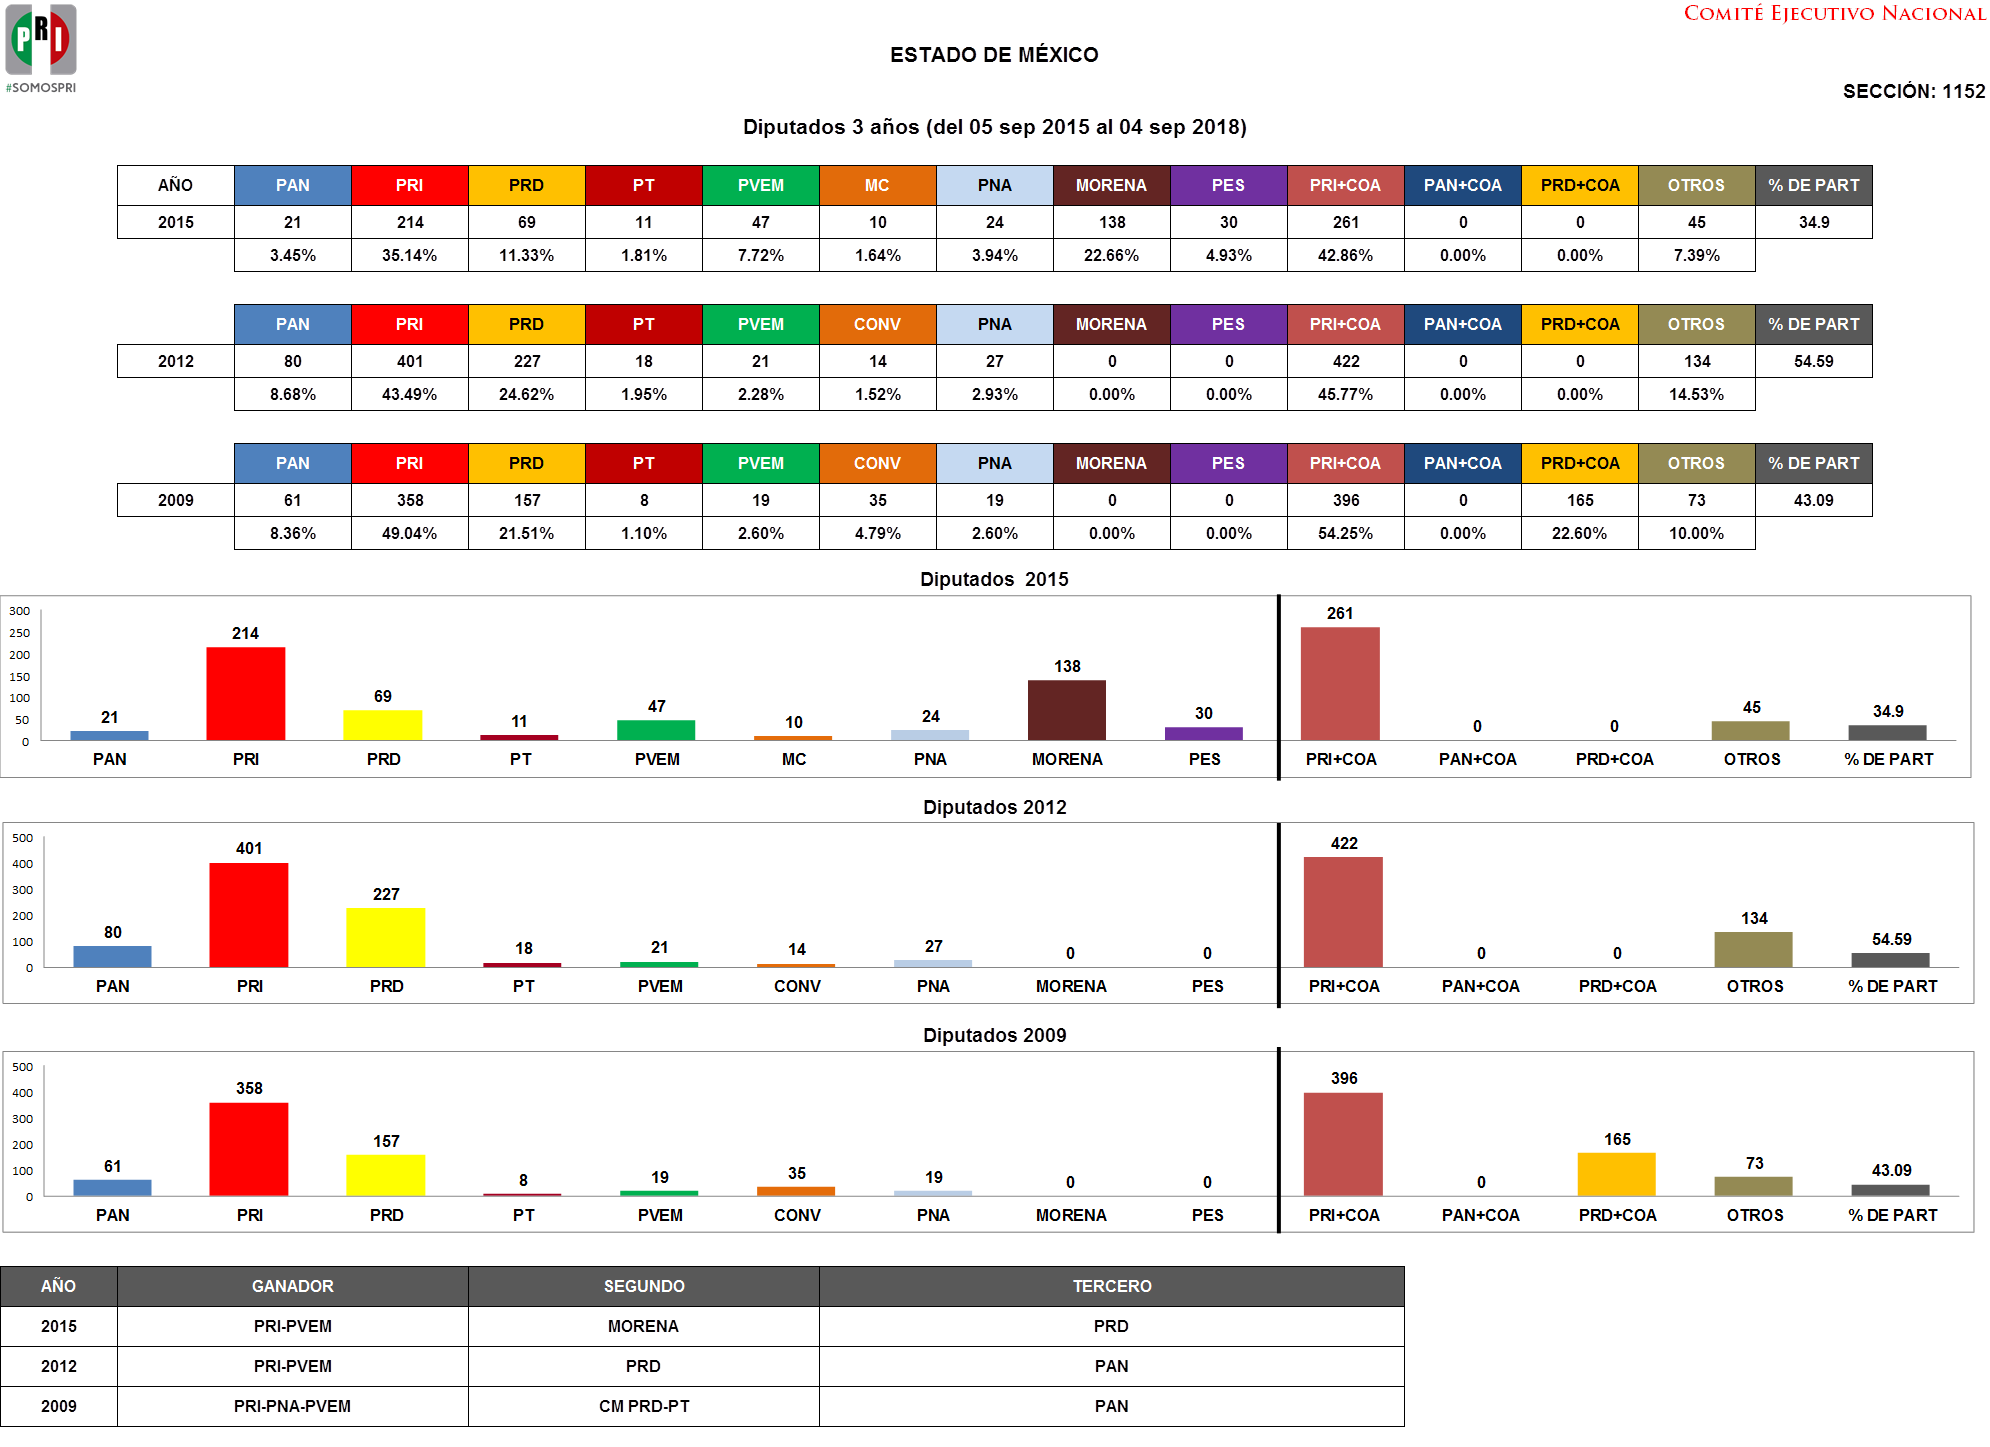 PRI
#SOMOSPRI
COMITÉ EJECUTIVO NACIONAL
ESTADO DE MÉXICO
SECCIÓN: 1152
Diputados 3 años (del 05 sep 2015 al 04 sep 2018)
AÑO PAN PRI PRD PT PVEM MC PNA MORENA PES PRI+COA PAN+COA PRD+COA OTROS % DE PART
2015 21 214 69 11 47 10 24 138 30 261 0 0 45 34.9
3.45% 35.14% 11.33% 1.81% 7.72% 1.64% 3.94% 22.66% 4.93% 42.86% 0.00% 0.00% 7.39%
PAN PRI PRD PT PVEM CONV PNA MORENA PES PRI+COA PAN+COA PRD+COA OTROS % DE PART
2012 80 401 227 18 21 14 27 0 0 422 0 0 134 54.59
8.68% 43.49% 24.62% 1.95% 2.28% 1.52% 2.93% 0.00% 0.00% 45.77% 0.00% 0.00% 14.53%
PAN PRI PRD PT PVEM CONV PNA MORENA PES PRI+COA PAN+COA PRD+COA OTROS % DE PART
2009 61 358 157 8 19 35 19 0 0 396 0 165 73 43.09
8.36% 49.04% 21.51% 1.10% 2.60% 4.79% 2.60% 0.00% 0.00% 54.25% 0.00% 22.60% 10.00%
Diputados 2015
300
250
200
150
100
50
0
21 214 69 11 47 10 24 138 30 261 0 0 45 34.9
PAN PRI PRD PT PVEM MC PNA MORENA PES PRI+COA PAN+COA PRD+COA OTROS % DE PART
Diputados 2012
500
400
300
200
100
0
80 401 227 18 21 14 27 0 0 422 0 0 134 54.59
PAN PRI PRD PT PVEM CONV PNA MORENA PES PRI+COA PAN+COA PRD+COA OTROS % DE PART
Diputados 2009
500
400
300
200
100
0
61 358 157 8 19 35 19 0 0 396 0 165 73 43.09
PAN PRI PRD PT PVEM CONV PNA MORENA PES PRI+COA PAN+COA PRD+COA OTROS % DE PART
AÑO GANADOR SEGUNDO TERCERO
2015 PRI-PVEM MORENA PRD
2012 PRI-PVEM PRD PAN
2009 PRI-PNA-PVEM CM PRD-PT PAN